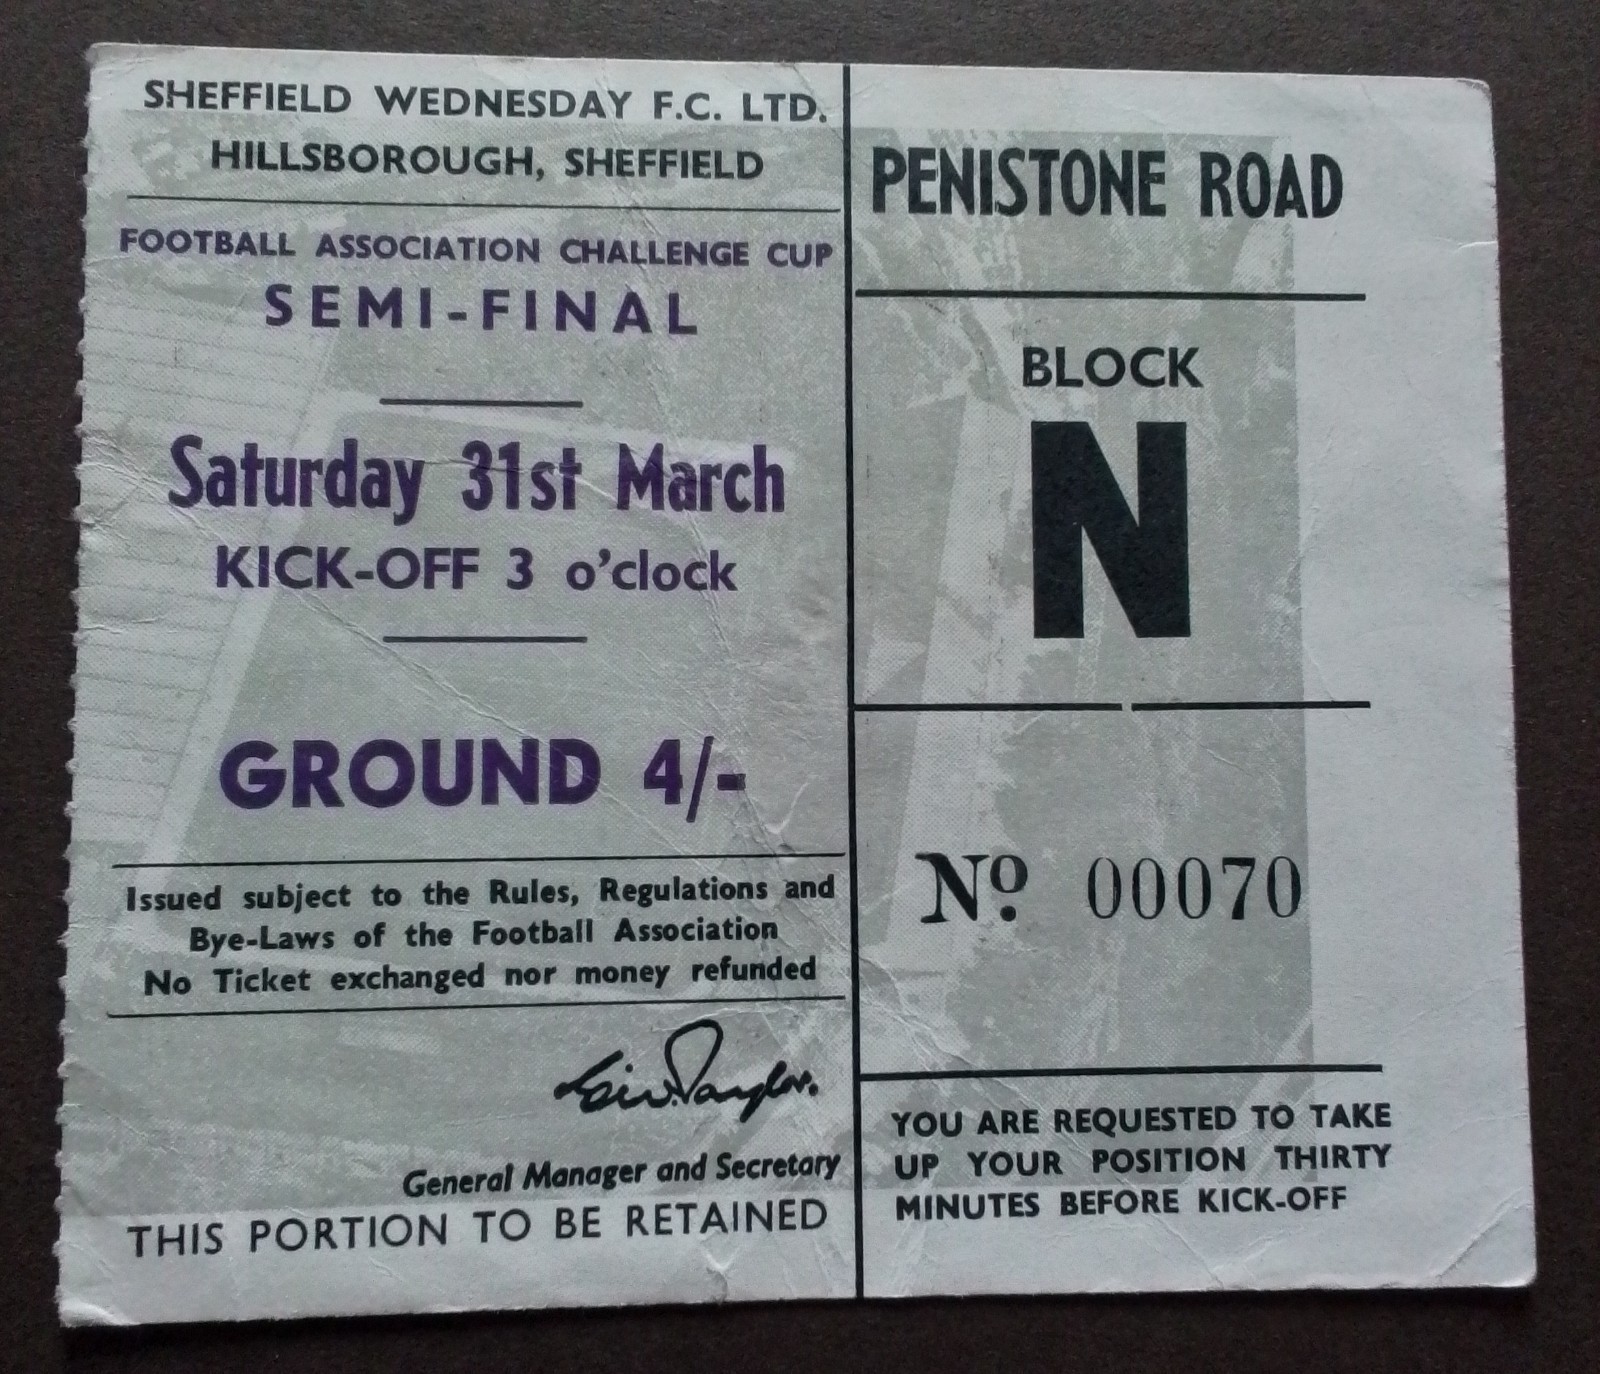 SHEFFIELD WEDNESDAY F.C. LTD.
HILLSBOROUGH, SHEFFIELD
FOOTBALL ASSOCIATION CHALLENGE CUP
SEMI-FINAL
Saturday 31st March
KICK-OFF 3 o'clock
GROUND 4/-
Issued subject to the Rules, Regulations and
Bye-Laws of the Football Association
No Ticket exchanged nor money refunded
Eric W. Taylor.
General Manager and Secretary
THIS PORTION TO BE RETAINED
PENISTONE ROAD
BLOCK
N
Nº. 00070
YOU ARE REQUESTED TO TAKE
UP YOUR POSITION THIRTY
MINUTES BEFORE KICK-OFF